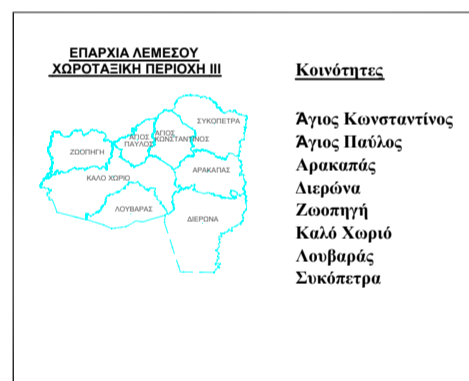 ΕΠΑΡΧΙΑ ΛΕΜΕΣΟΥ
ΧΩΡΟΤΑΞΙΚΗ ΠΕΡΙΟΧΗ ΙΙΙ
ΣΥΚΟΠΕΤΡΑ
ΑΓΙΟΣ
ΚΩΝΣΤΑΝΤΙΝΟΣ
ΑΓΙΟΣ
ΠΑΥΛΟΣ
ΖΩΟΠΗΓΗ
ΑΡΑΚΑΠΑΣ
ΚΑΛΟ ΧΩΡΙΟ
ΛΟΥΒΑΡΑΣ
ΔΙΕΡΩΝΑ
Κοινότητες
Άγιος Κωνσταντίνος
Άγιος Παύλος
Αρακαπάς
Διερώνα
Ζωοπηγή
Καλό Χωριό
Λουβαράς
Συκόπετρα